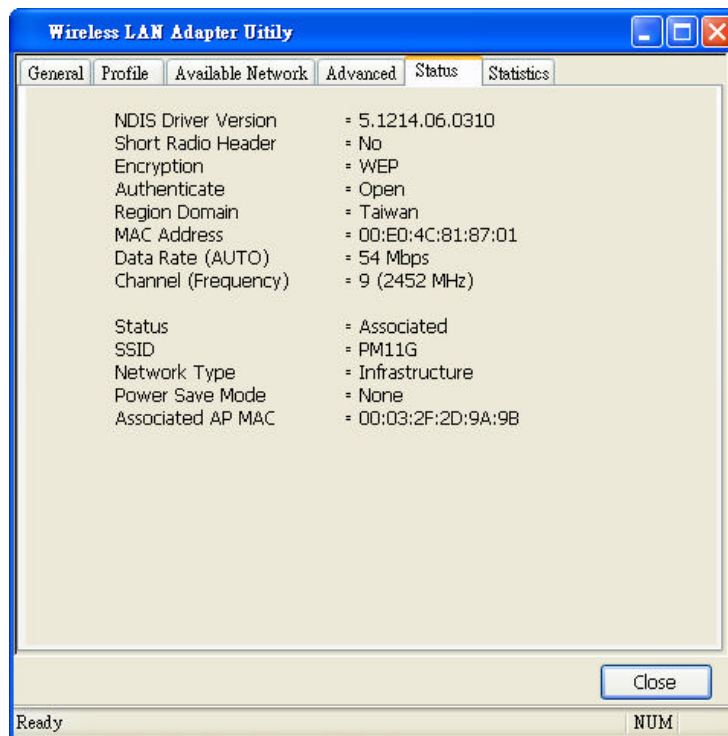 Wireless LAN Adapter Uitily
General Profile Available Network Advanced Status Statistics
NDIS Driver Version = 5.1214.06.0310
Short Radio Header = No
Encryption = WEP
Authenticate = Open
Region Domain = Taiwan
MAC Address = 00:E0:4C:81:87:01
Data Rate (AUTO) = 54 Mbps
Channel (Frequency) = 9 (2452 MHz)
Status = Associated
SSID = PM11G
Network Type = Infrastructure
Power Save Mode = None
Associated AP MAC = 00:03:2F:2D:9A:9B
Close
Ready NUM